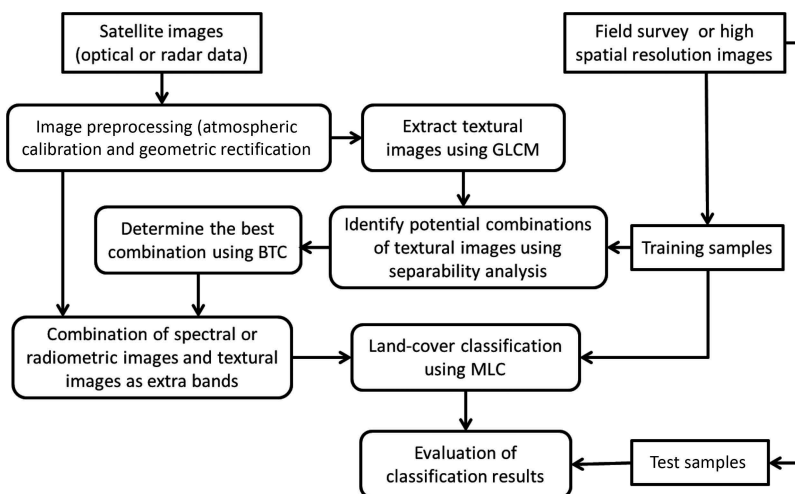 Satellite images
(optical or radar data)
Field survey or high
spatial resolution images
Image preprocessing (atmospheric
calibration and geometric rectification
Extract textural
images using GLCM
Determine the best
combination using BTC
Identify potential combinations
of textural images using
separability analysis
Training samples
Combination of spectral or
radiometric images and textural
images as extra bands
Land-cover classification
using MLC
Evaluation of
classification results
Test samples